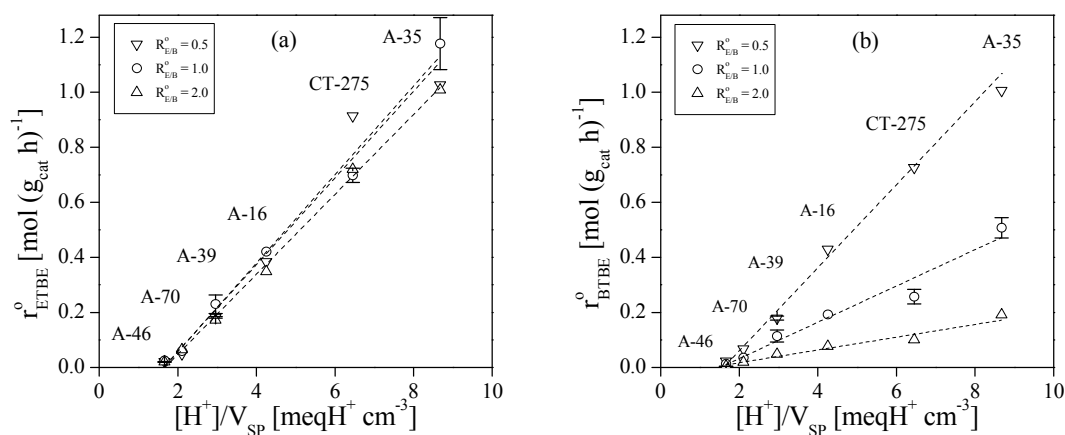 (a)
R°E/B = 0.5
R°E/B = 1.0
R°E/B = 2.0
A-35
CT-275
A-16
A-39
A-70
A-46
r°ETBE [mol (gcat h)-1]
1.2
1.0
0.8
0.6
0.4
0.2
0.0
0 2 4 6 8 10
[H+]/VSP [meqH+ cm-3]
(b)
R°E/B = 0.5
R°E/B = 1.0
R°E/B = 2.0
A-35
CT-275
A-16
A-39
A-70
A-46
r°BTBE [mol (gcat h)-1]
1.2
1.0
0.8
0.6
0.4
0.2
0.0
0 2 4 6 8 10
[H+]/VSP [meqH+ cm-3]